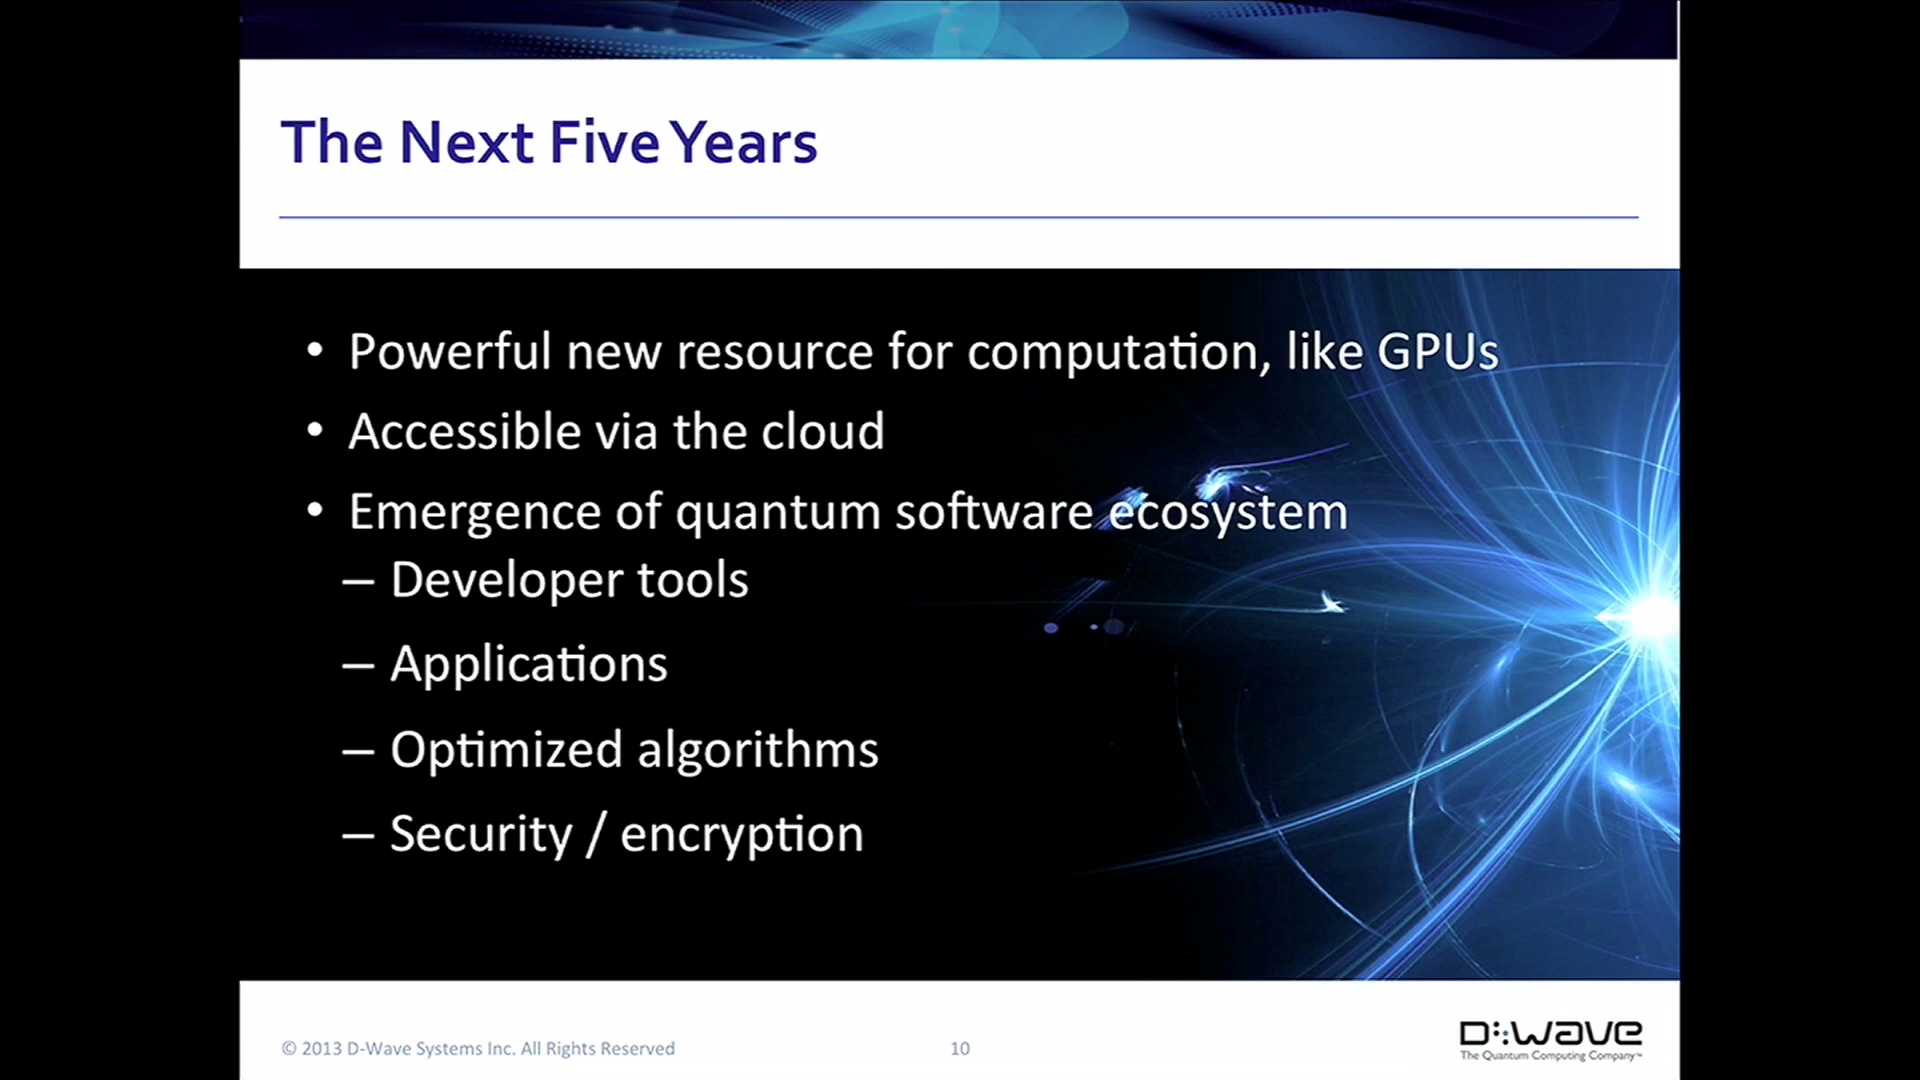 The Next Five Years
• Powerful new resource for computation, like GPUs
• Accessible via the cloud
• Emergence of quantum software ecosystem
– Developer tools
– Applications
– Optimized algorithms
– Security / encryption
© 2013 D-Wave Systems Inc. All Rights Reserved
10
D:Wave
The Quantum Computing Company™